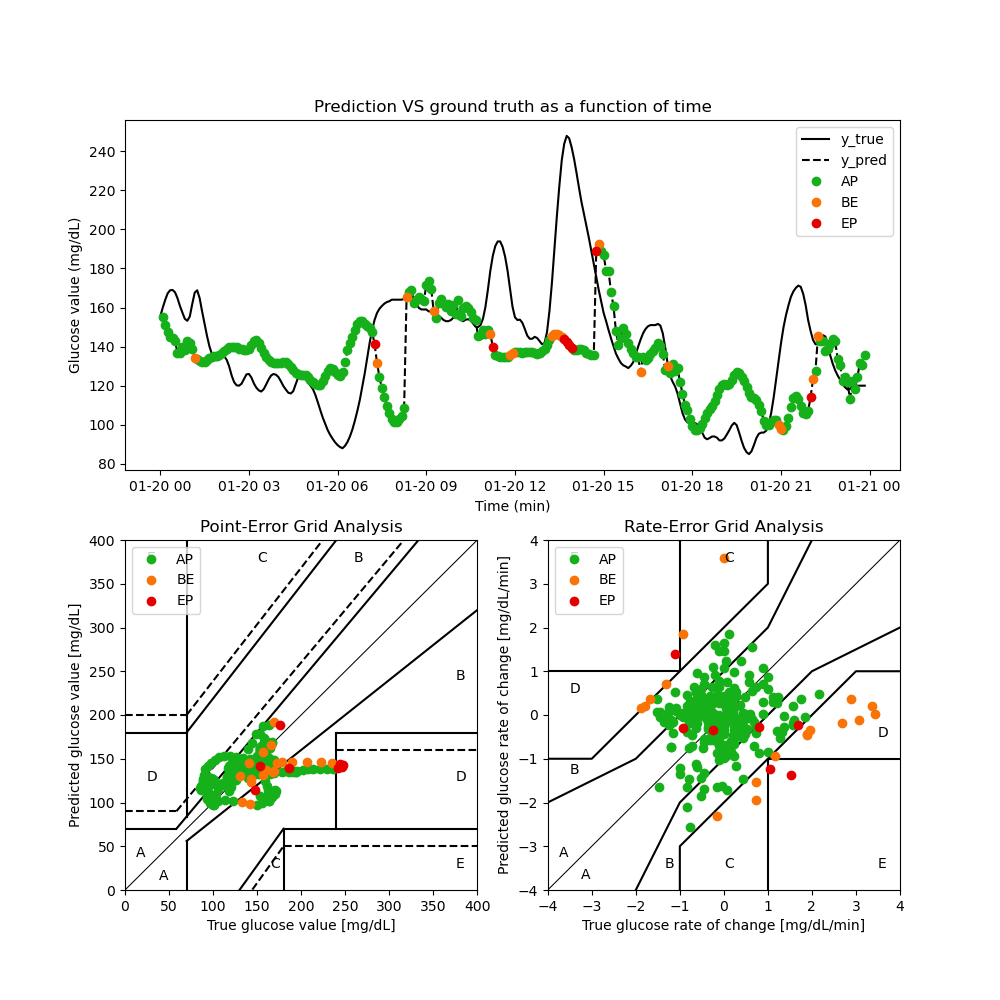 Prediction VS ground truth as a function of time
Glucose value (mg/dL)
240
220
200
180
160
140
120
100
80
y_true
y_pred
AP
BE
EP
01-20 00 01-20 03 01-20 06 01-20 09 01-20 12 01-20 15 01-20 18 01-20 21 01-21 00
Time (min)
Point-Error Grid Analysis
Predicted glucose value [mg/dL]
400
350
300
250
200
150
100
50
0
AP
BE
EP
C
B
B
D
D
A
A
C
E
0 50 100 150 200 250 300 350 400
True glucose value [mg/dL]
Rate-Error Grid Analysis
Predicted glucose rate of change [mg/dL/min]
4
3
2
1
0
−1
−2
−3
−4
AP
BE
EP
C
D
D
B
A
A
B
C
E
−4 −3 −2 −1 0 1 2 3 4
True glucose rate of change [mg/dL/min]